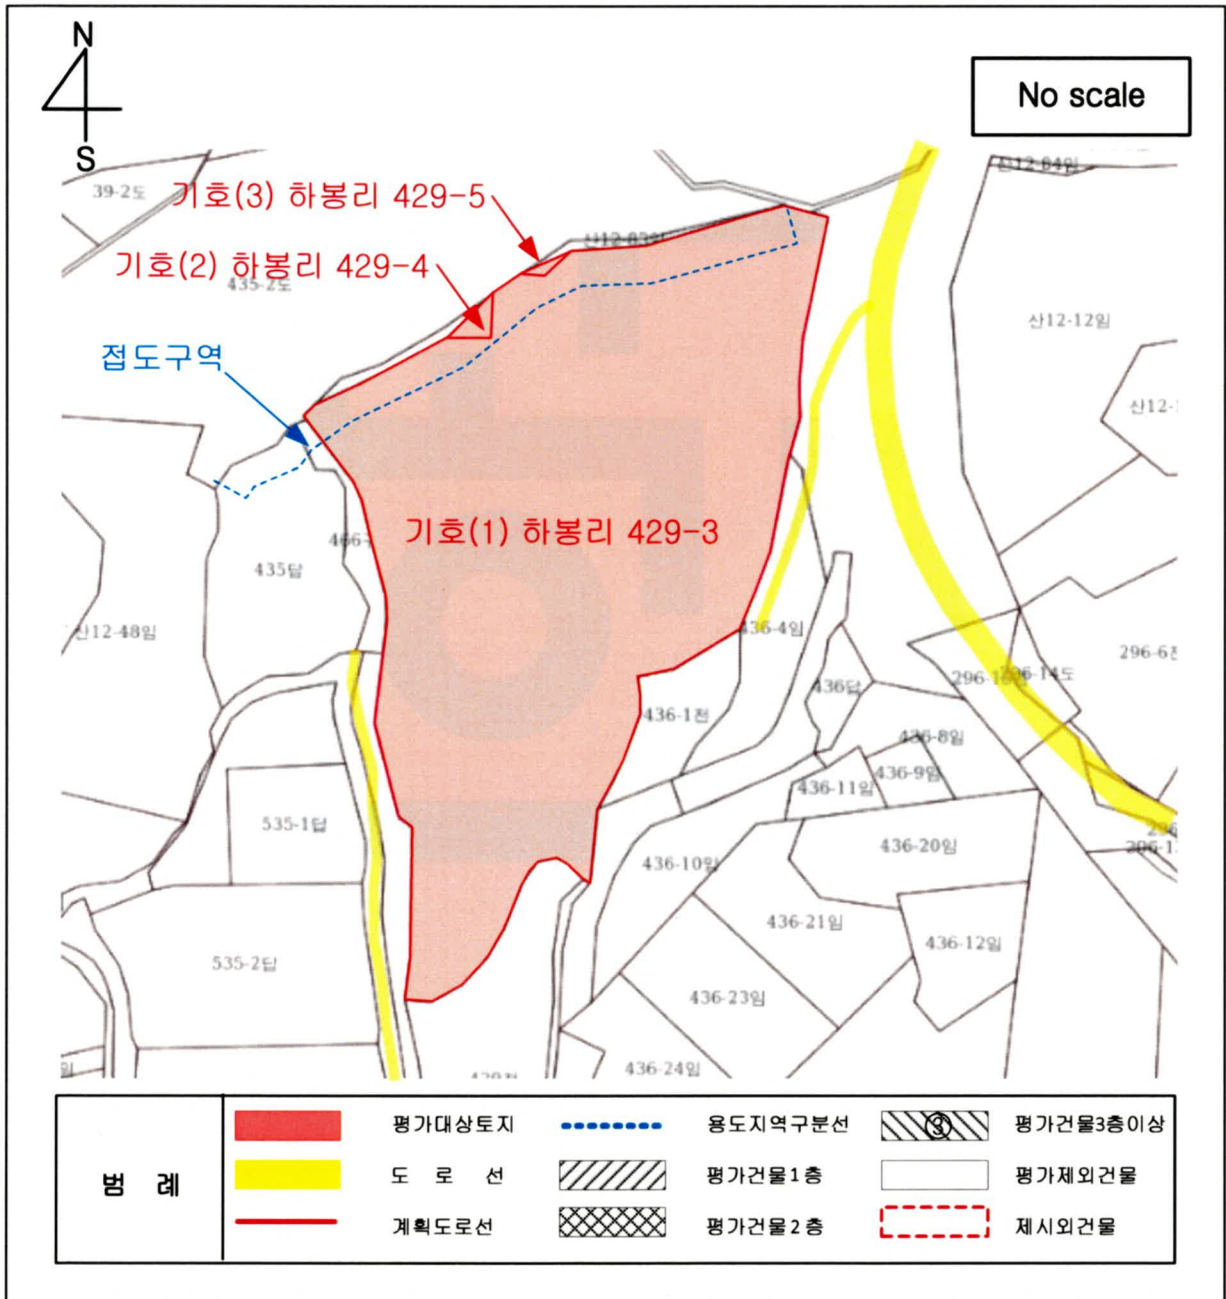 N
S
No scale
산12-64임
39-2도
기호(3) 하봉리 429-5
기호(2) 하봉리 429-4
435-2도
산12-12임
접도구역
기호(1) 하봉리 429-3
435답
산12-48임
436-4임
296-6
296-14도
436답
436-1전
436-8임
436-9임
436-11임
535-1답
436-20임
436-10임
436-21임
436-12임
535-2답
436-23임
436-24임
범 례
평가대상토지
용도지역구분선
③
평가건물3층이상
도 로 선
평가건물1층
평가제외건물
계획도로선
평가건물2층
제시외건물